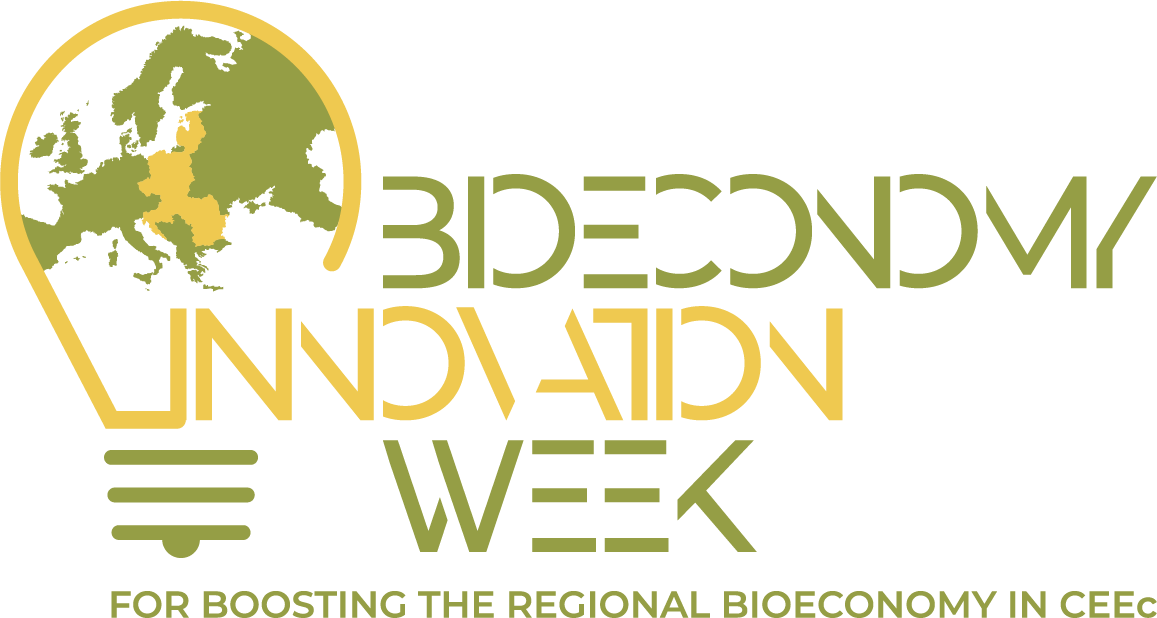 BIOECONOMY
INNOVATION
WEEK
FOR BOOSTING THE REGIONAL BIOECONOMY IN CEEc